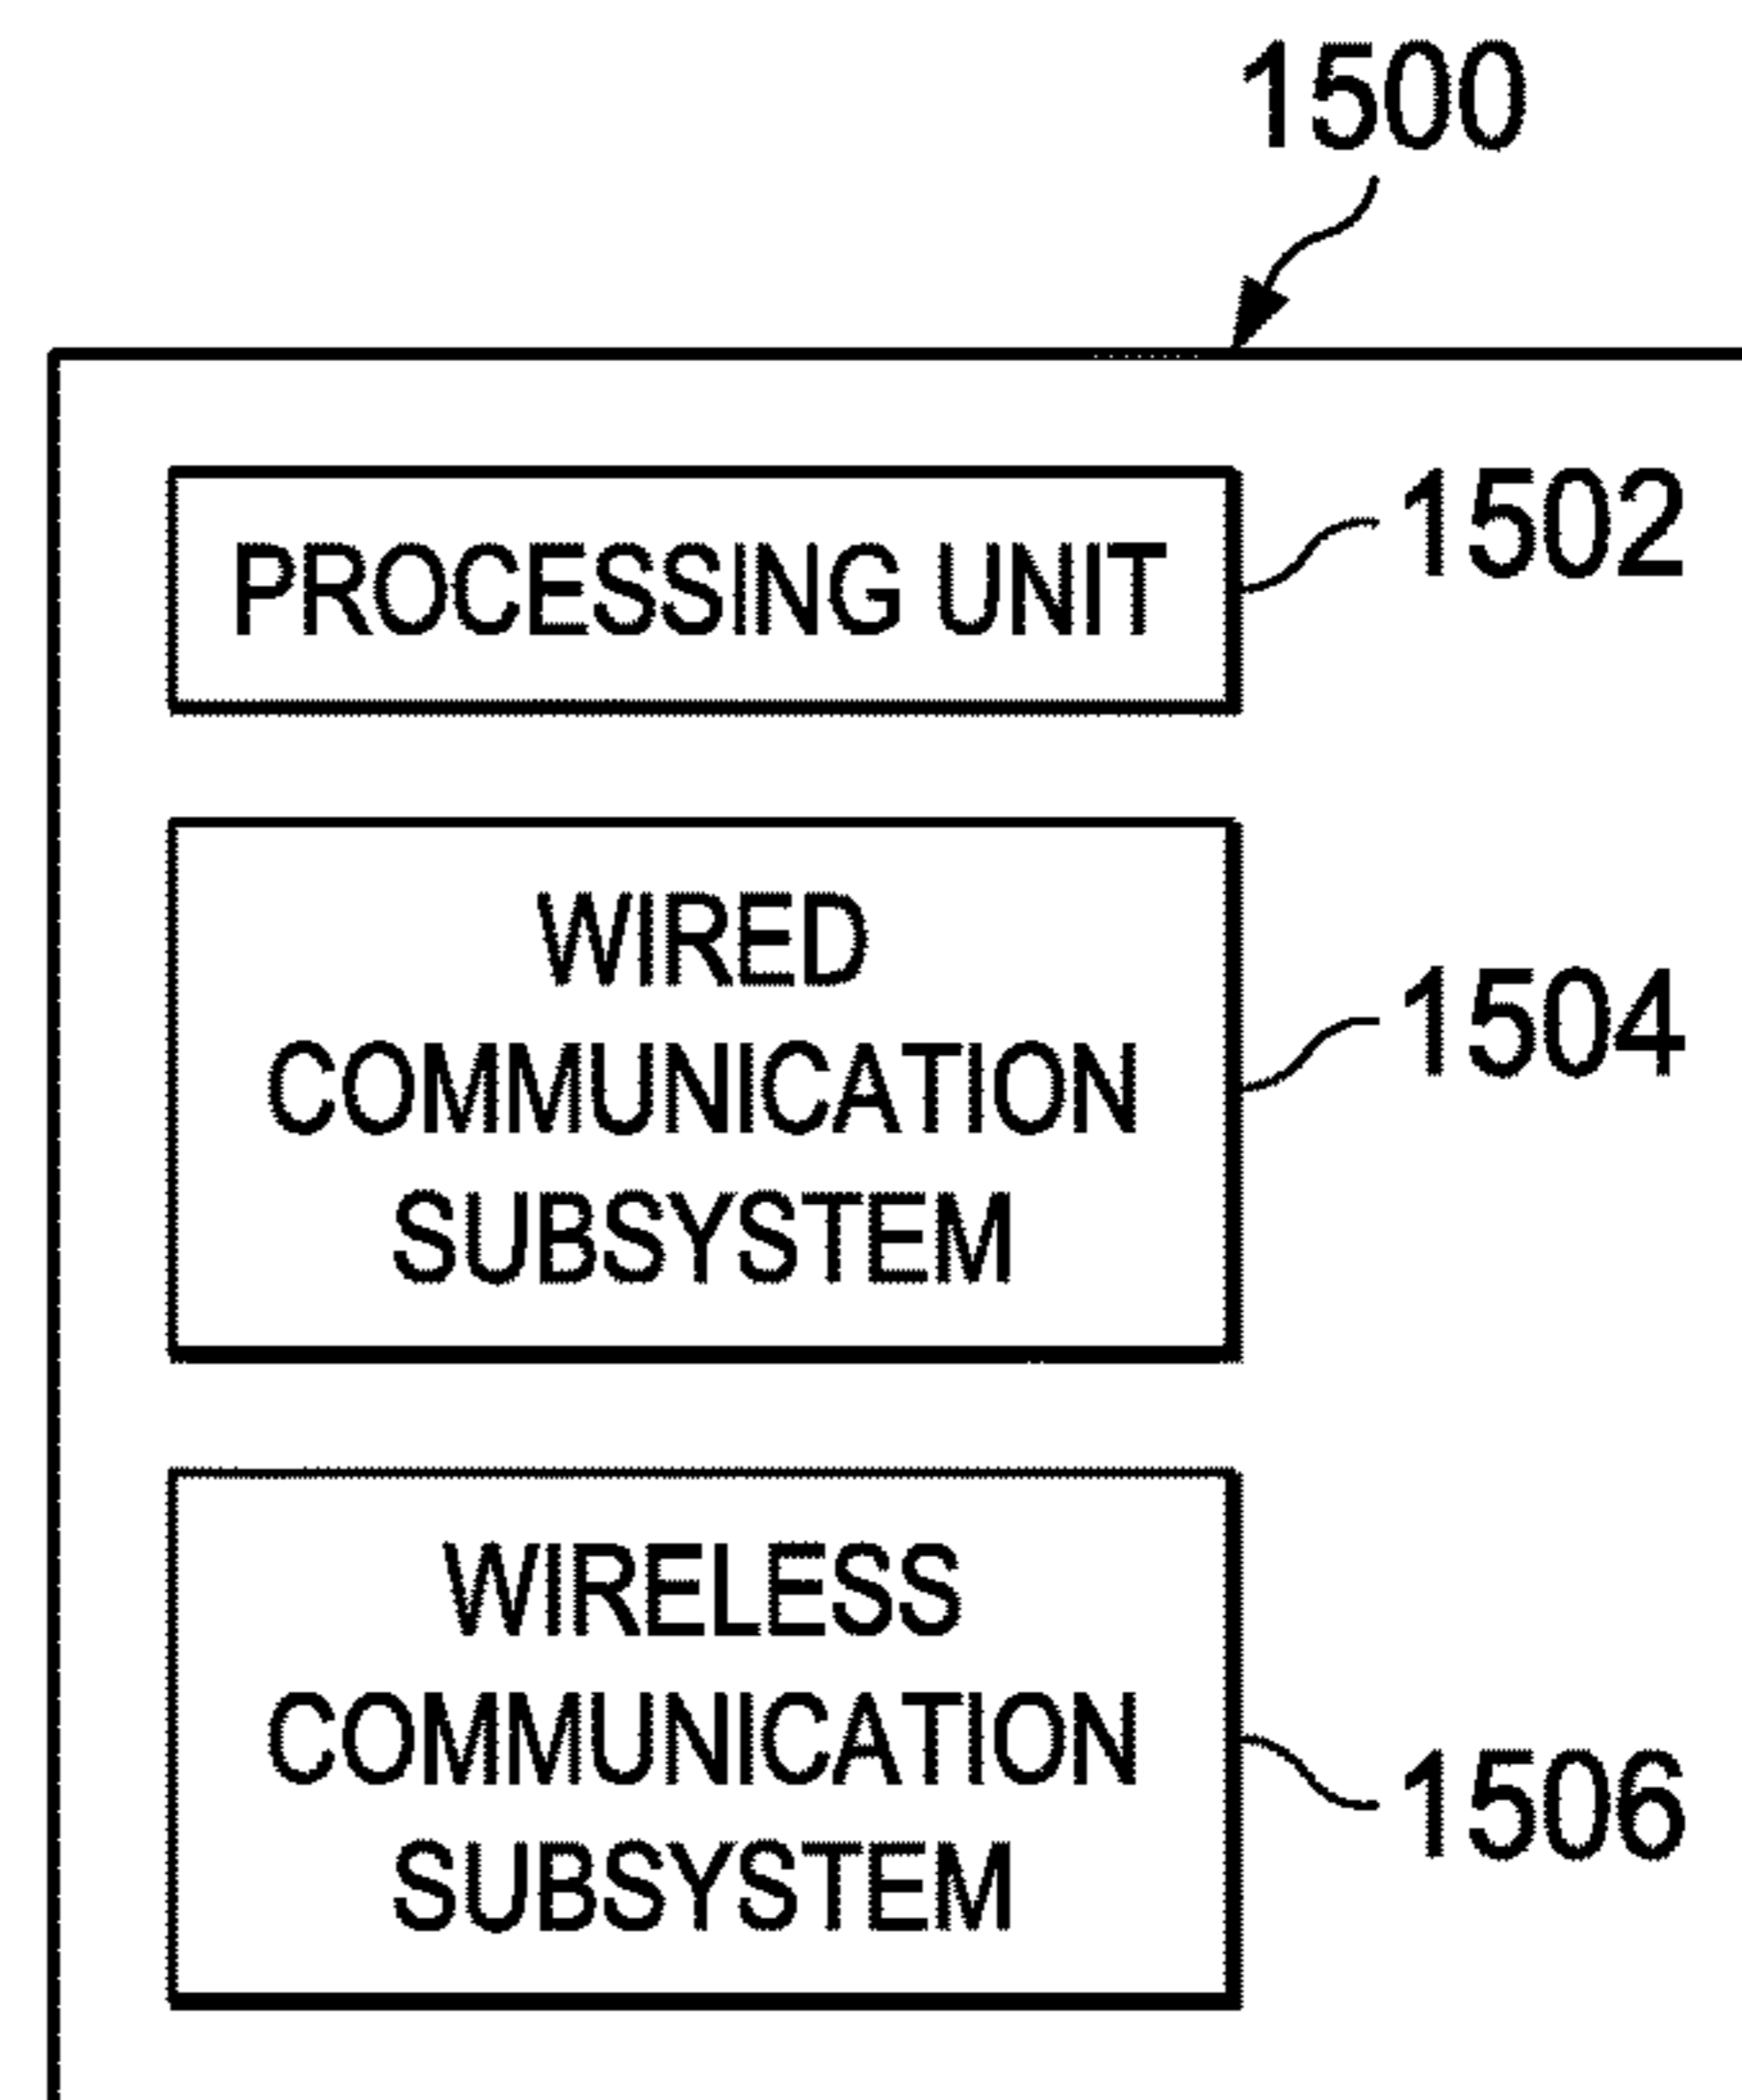 1500
PROCESSING UNIT
1502
WIRED
COMMUNICATION
SUBSYSTEM
1504
WIRELESS
COMMUNICATION
SUBSYSTEM
1506